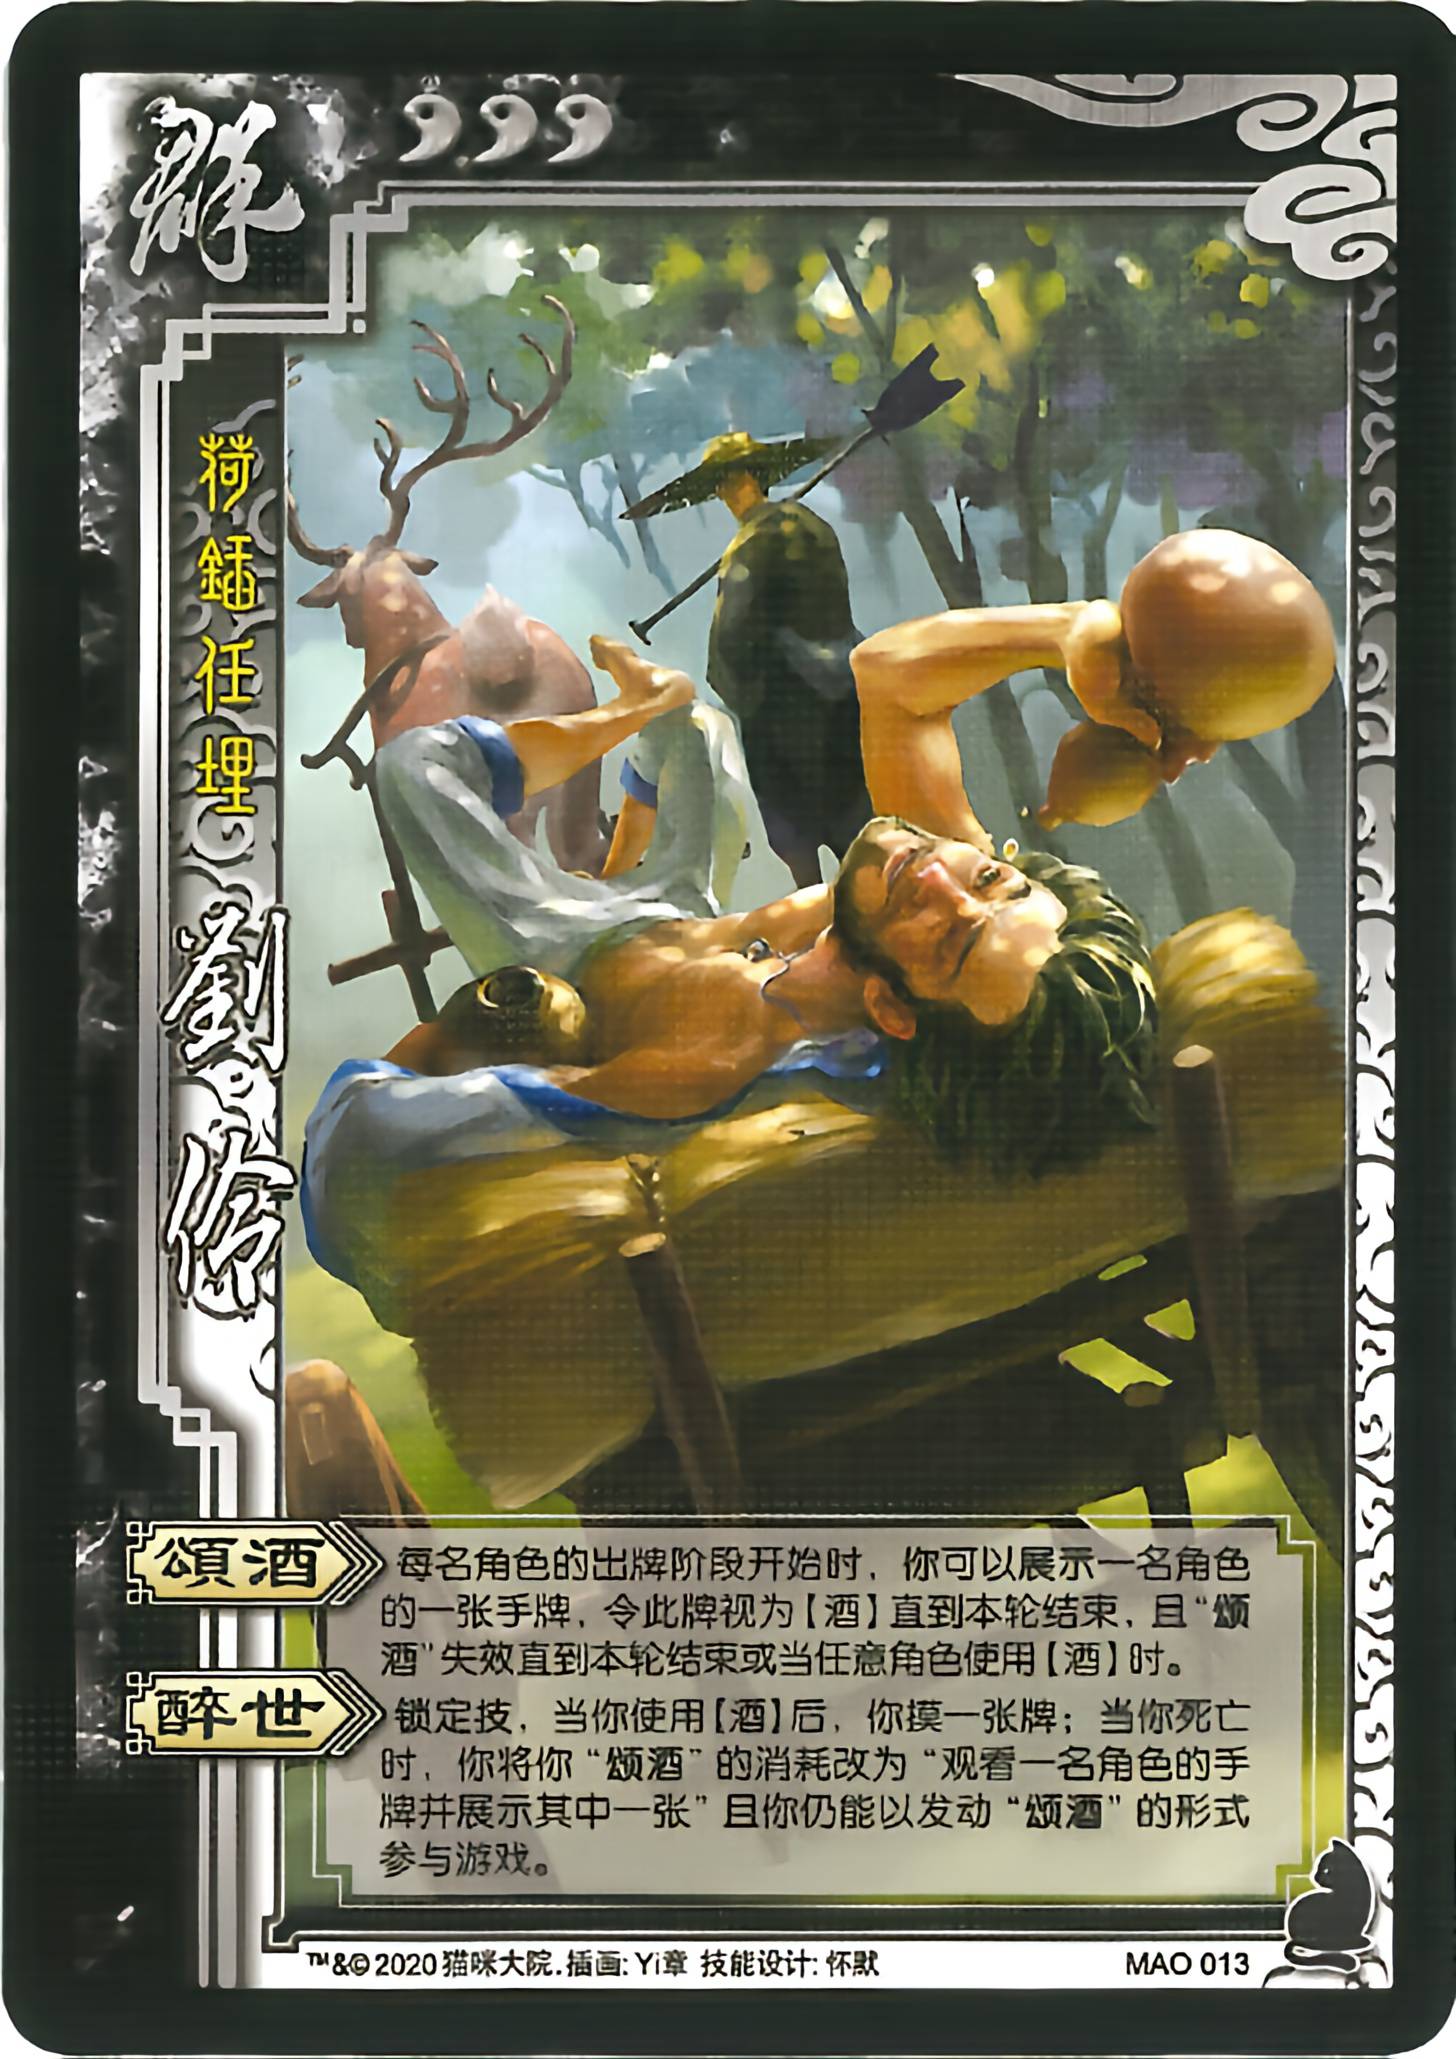 群
荷鍤任埋
劉伶
頌酒
每名角色的出牌阶段开始时，你可以展示一名角色
的一张手牌，令此牌视为【酒】直到本轮结束，且“颂
酒”失效直到本轮结束或当任意角色使用【酒】时。
醉世
锁定技，当你使用【酒】后，你摸一张牌；当你死亡
时，你将你“颂酒”的消耗改为“观看一名角色的手
牌并展示其中一张”且你仍能以发动“颂酒”的形式
参与游戏。
™&©2020猫咪大院.插画:Yi章 技能设计:怀默
MAO 013